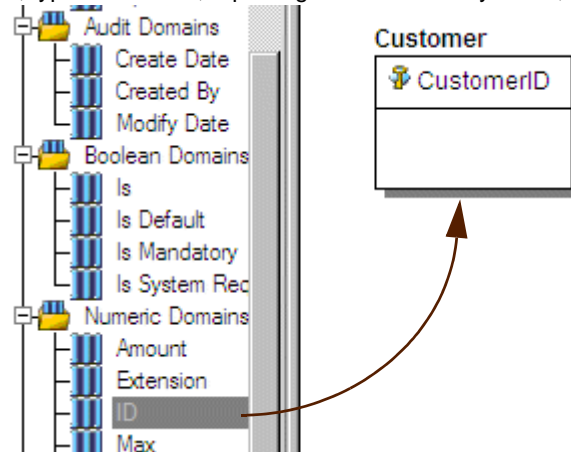 Audit Domains
Create Date
Created By
Modify Date
Boolean Domains
Is
Is Default
Is Mandatory
Is System Rec
Numeric Domains
Amount
Extension
ID
Max
Customer
CustomerID